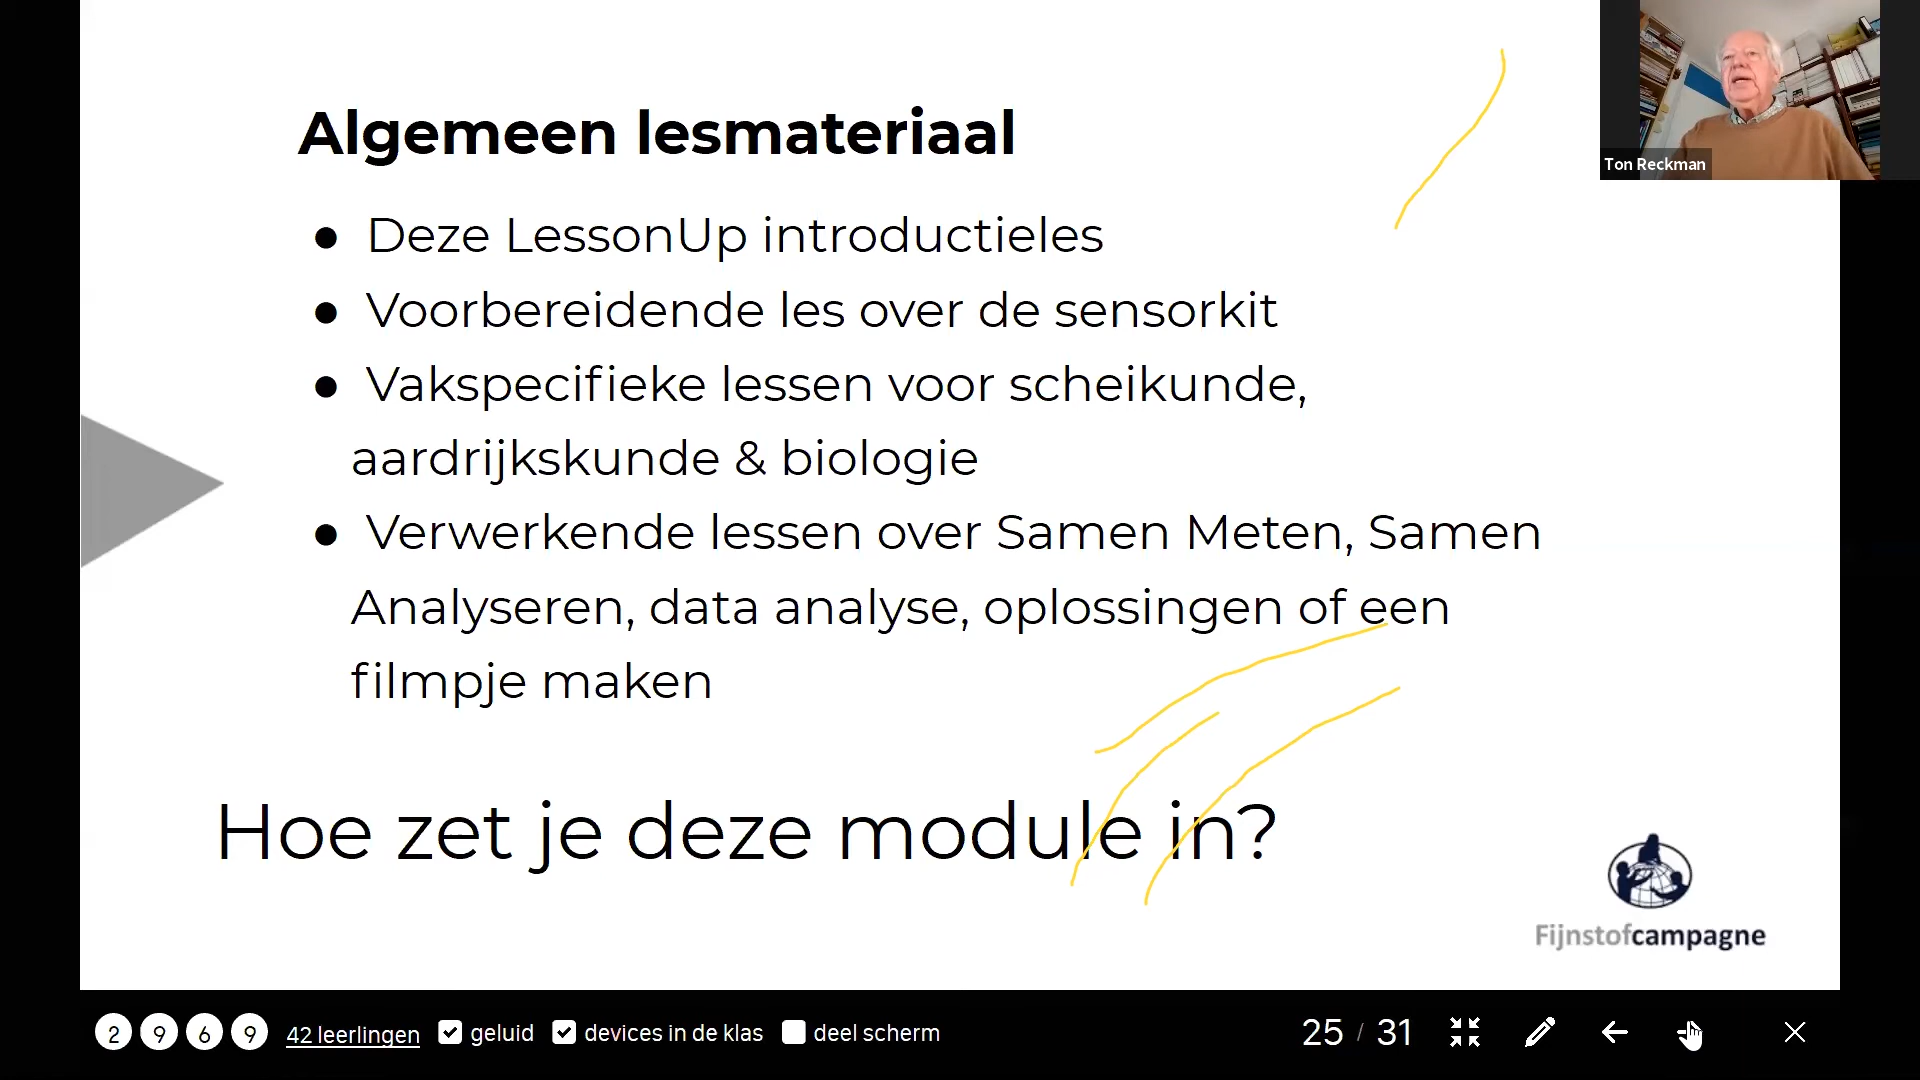 Algemeen lesmateriaal
Ton Reckman
● Deze LessonUp introductieles
● Voorbereidende les over de sensorkit
● Vakspecifieke lessen voor scheikunde,
aardrijkskunde & biologie
● Verwerkende lessen over Samen Meten, Samen
Analyseren, data analyse, oplossingen of een
filmpje maken
Hoe zet je deze module in?
Fijnstofcampagne
2 9 6 9 42 leerlingen geluid devices in de klas deel scherm 25 / 31